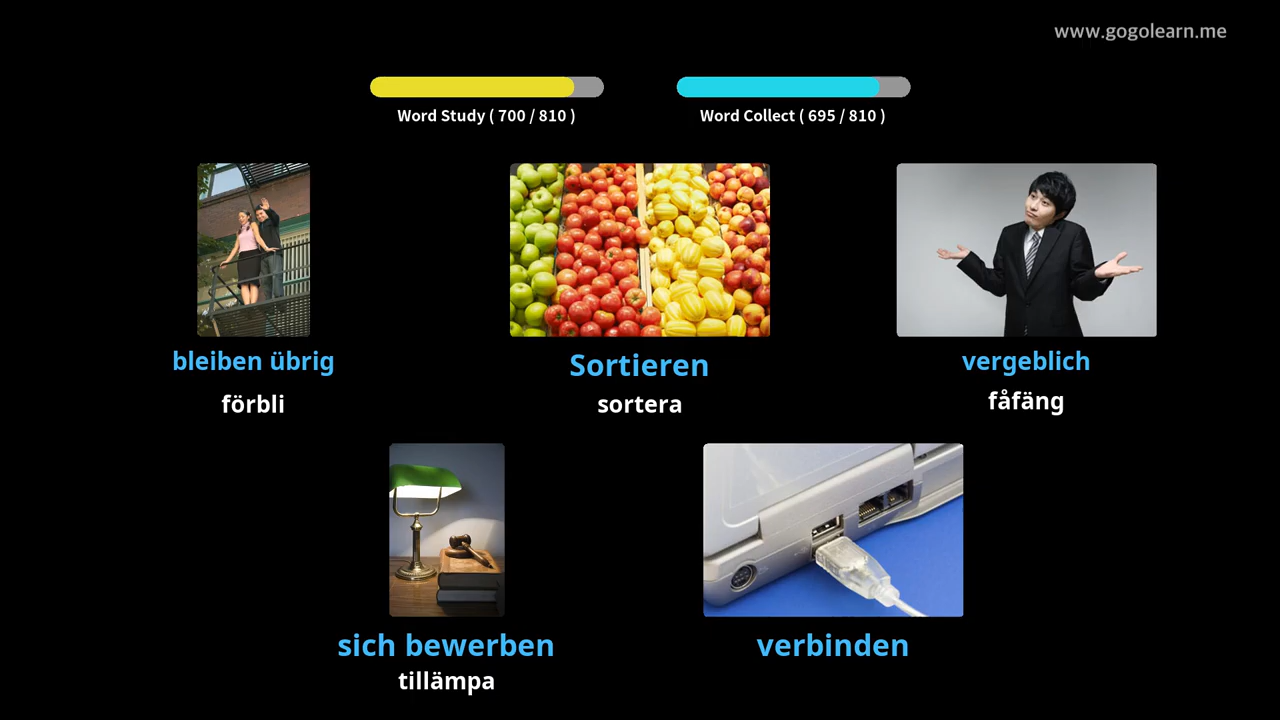 www.gogolearn.me
Word Study ( 700 / 810 )
Word Collect ( 695 / 810 )
bleiben übrig
förbli
Sortieren
sortera
vergeblich
fåfäng
sich bewerben
tillämpa
verbinden